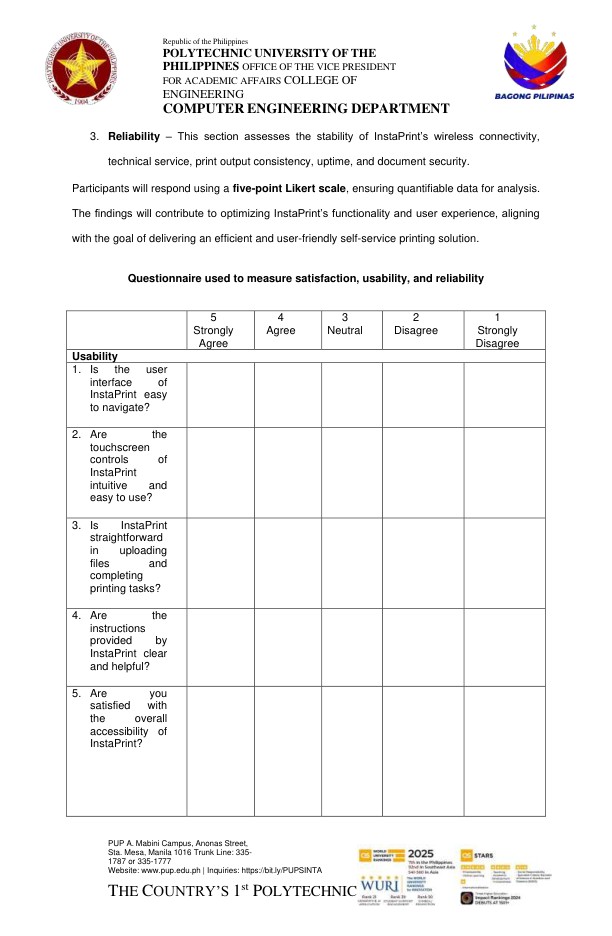 Republic of the Philippines
POLYTECHNIC UNIVERSITY OF THE
PHILIPPINES OFFICE OF THE VICE PRESIDENT
FOR ACADEMIC AFFAIRS COLLEGE OF
ENGINEERING
COMPUTER ENGINEERING DEPARTMENT
1904
BAGONG PILIPINAS
3. Reliability – This section assesses the stability of InstaPrint's wireless connectivity,
technical service, print output consistency, uptime, and document security.
Participants will respond using a five-point Likert scale, ensuring quantifiable data for analysis.
The findings will contribute to optimizing InstaPrint's functionality and user experience, aligning
with the goal of delivering an efficient and user-friendly self-service printing solution.
Questionnaire used to measure satisfaction, usability, and reliability
5 4 3 2 1
Strongly Agree Neutral Disagree Strongly
Agree Disagree
Usability
1. Is the user
interface of
InstaPrint easy
to navigate?
2. Are the
touchscreen
controls of
InstaPrint
intuitive and
easy to use?
3. Is InstaPrint
straightforward
in uploading
files and
completing
printing tasks?
4. Are the
instructions
provided by
InstaPrint clear
and helpful?
5. Are you
satisfied with
the overall
accessibility of
InstaPrint?
PUP A. Mabini Campus, Anonas Street,
Sta. Mesa, Manila 1016 Trunk Line: 335-
1787 or 335-1777
Website: www.pup.edu.ph | Inquiries: https://bit.ly/PUPSINTA
THE COUNTRY'S 1st POLYTECHNIC
QS WORLD UNIVERSITY RANKINGS
2025
WURI
QS STARS
Impact Rankings 2024